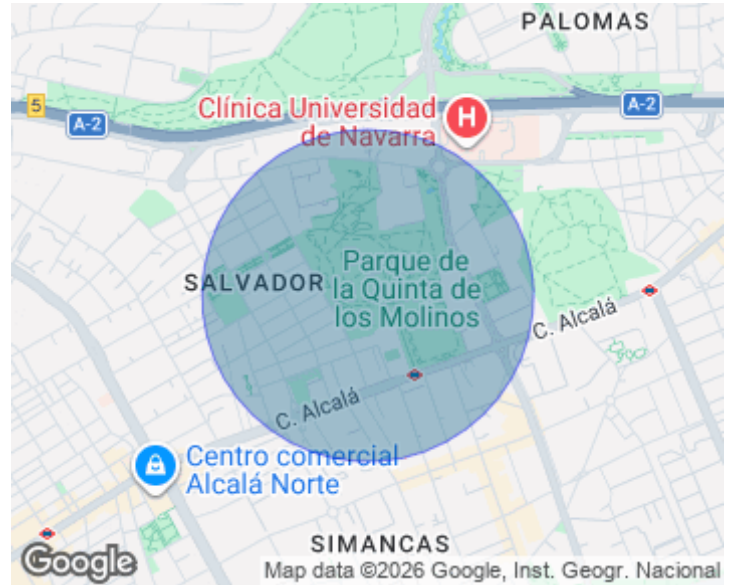 PALOMAS
5
A-2
A-2
Clínica Universidad
de Navarra
H
SALVADOR
Parque de
la Quinta de
los Molinos
C. Alcalá
C. Alcalá
Centro comercial
Alcalá Norte
SIMANCAS
Google
Map data ©2026 Google, Inst. Geogr. Nacional